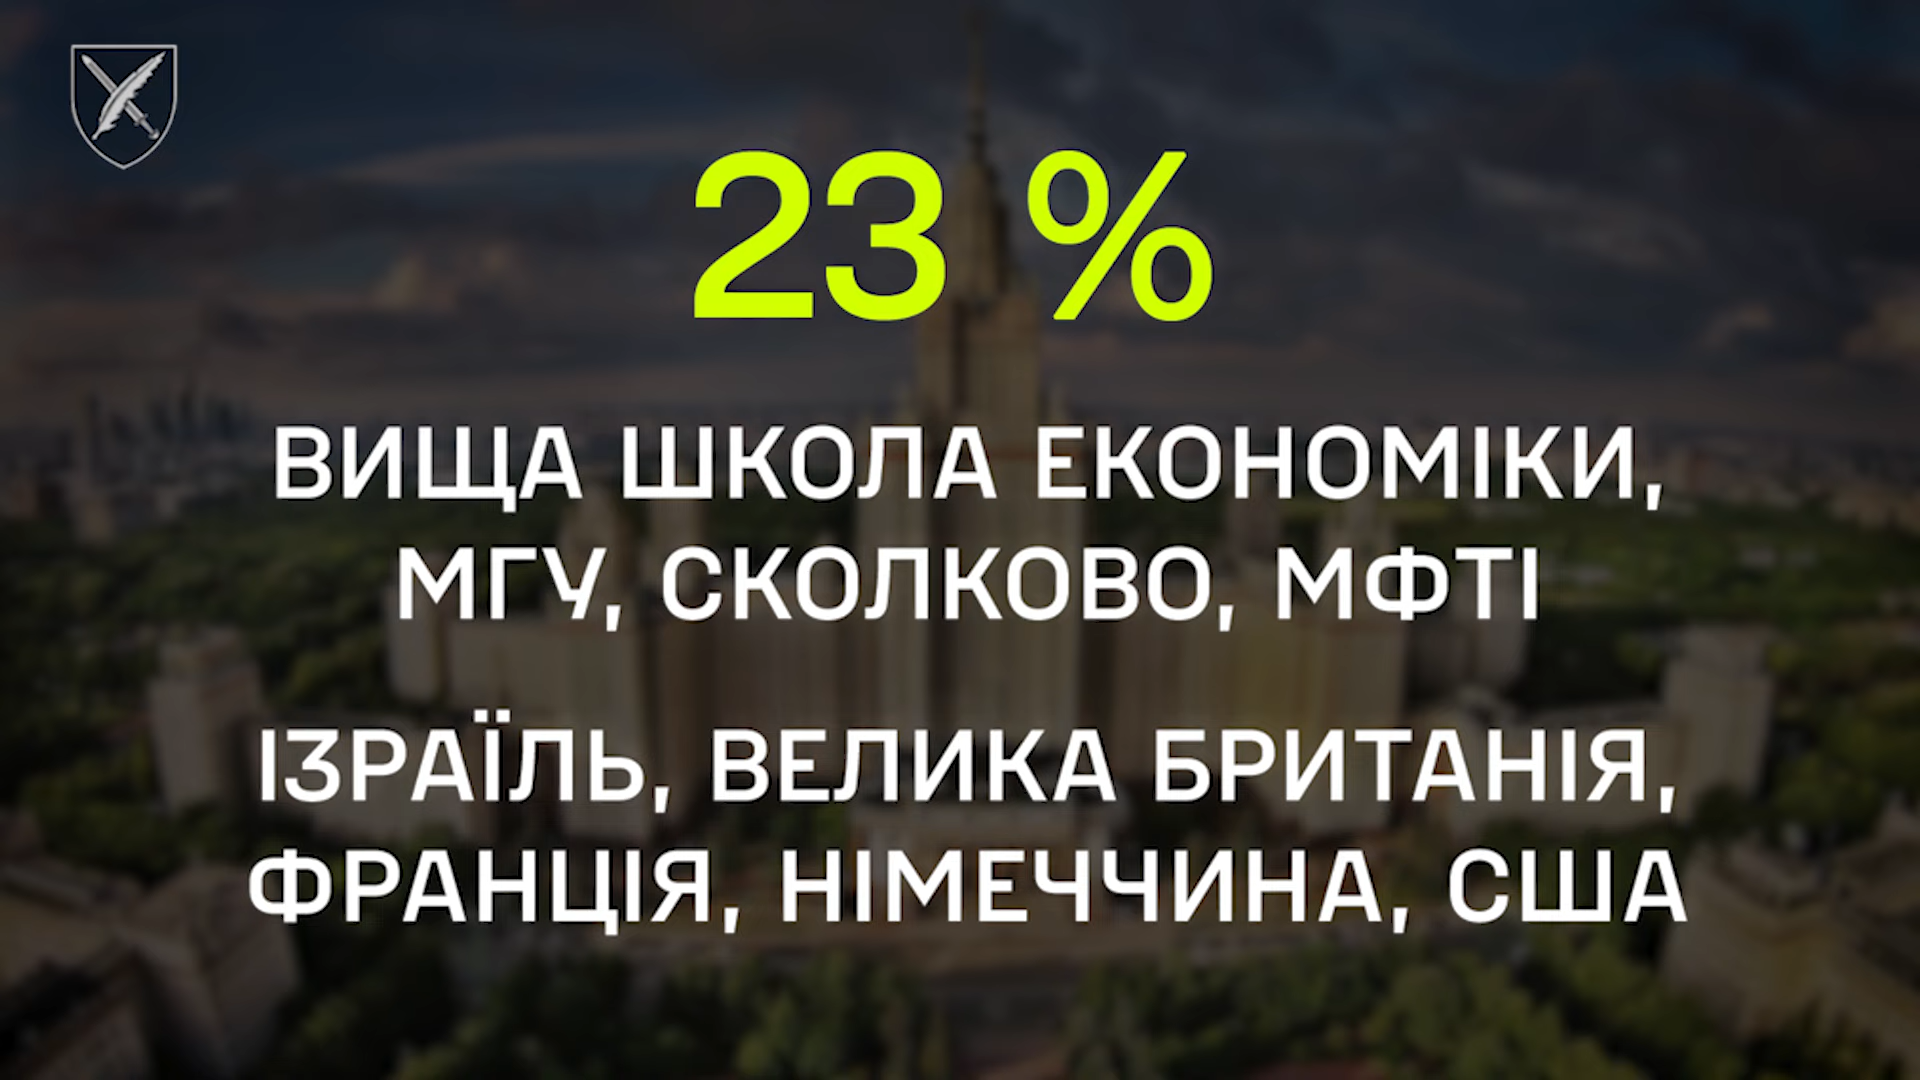 23 %
ВИЩА ШКОЛА ЕКОНОМІКИ,
МГУ, СКОЛКОВО, МФТІ
ІЗРАЇЛЬ, ВЕЛИКА БРИТАНІЯ,
ФРАНЦІЯ, НІМЕЧЧИНА, США